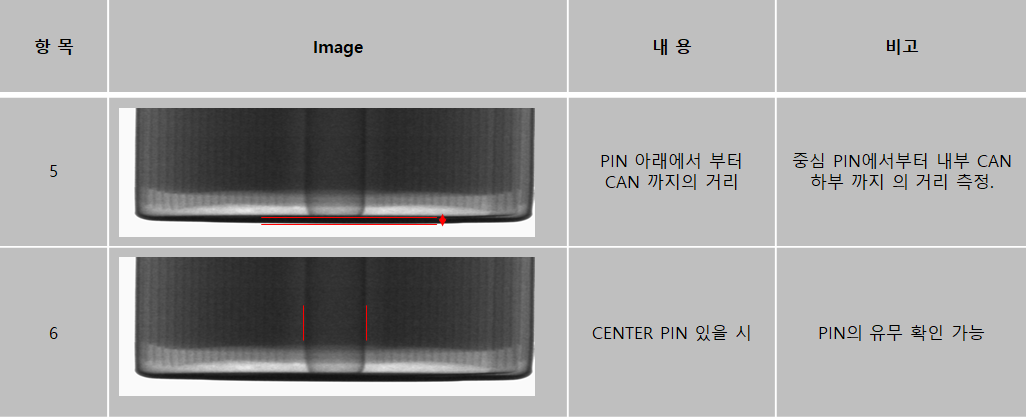 항 목
Image
내 용
비고
5
PIN 아래에서 부터
CAN 까지의 거리
중심 PIN에서부터 내부 CAN
하부 까지 의 거리 측정.
6
CENTER PIN 있을 시
PIN의 유무 확인 가능